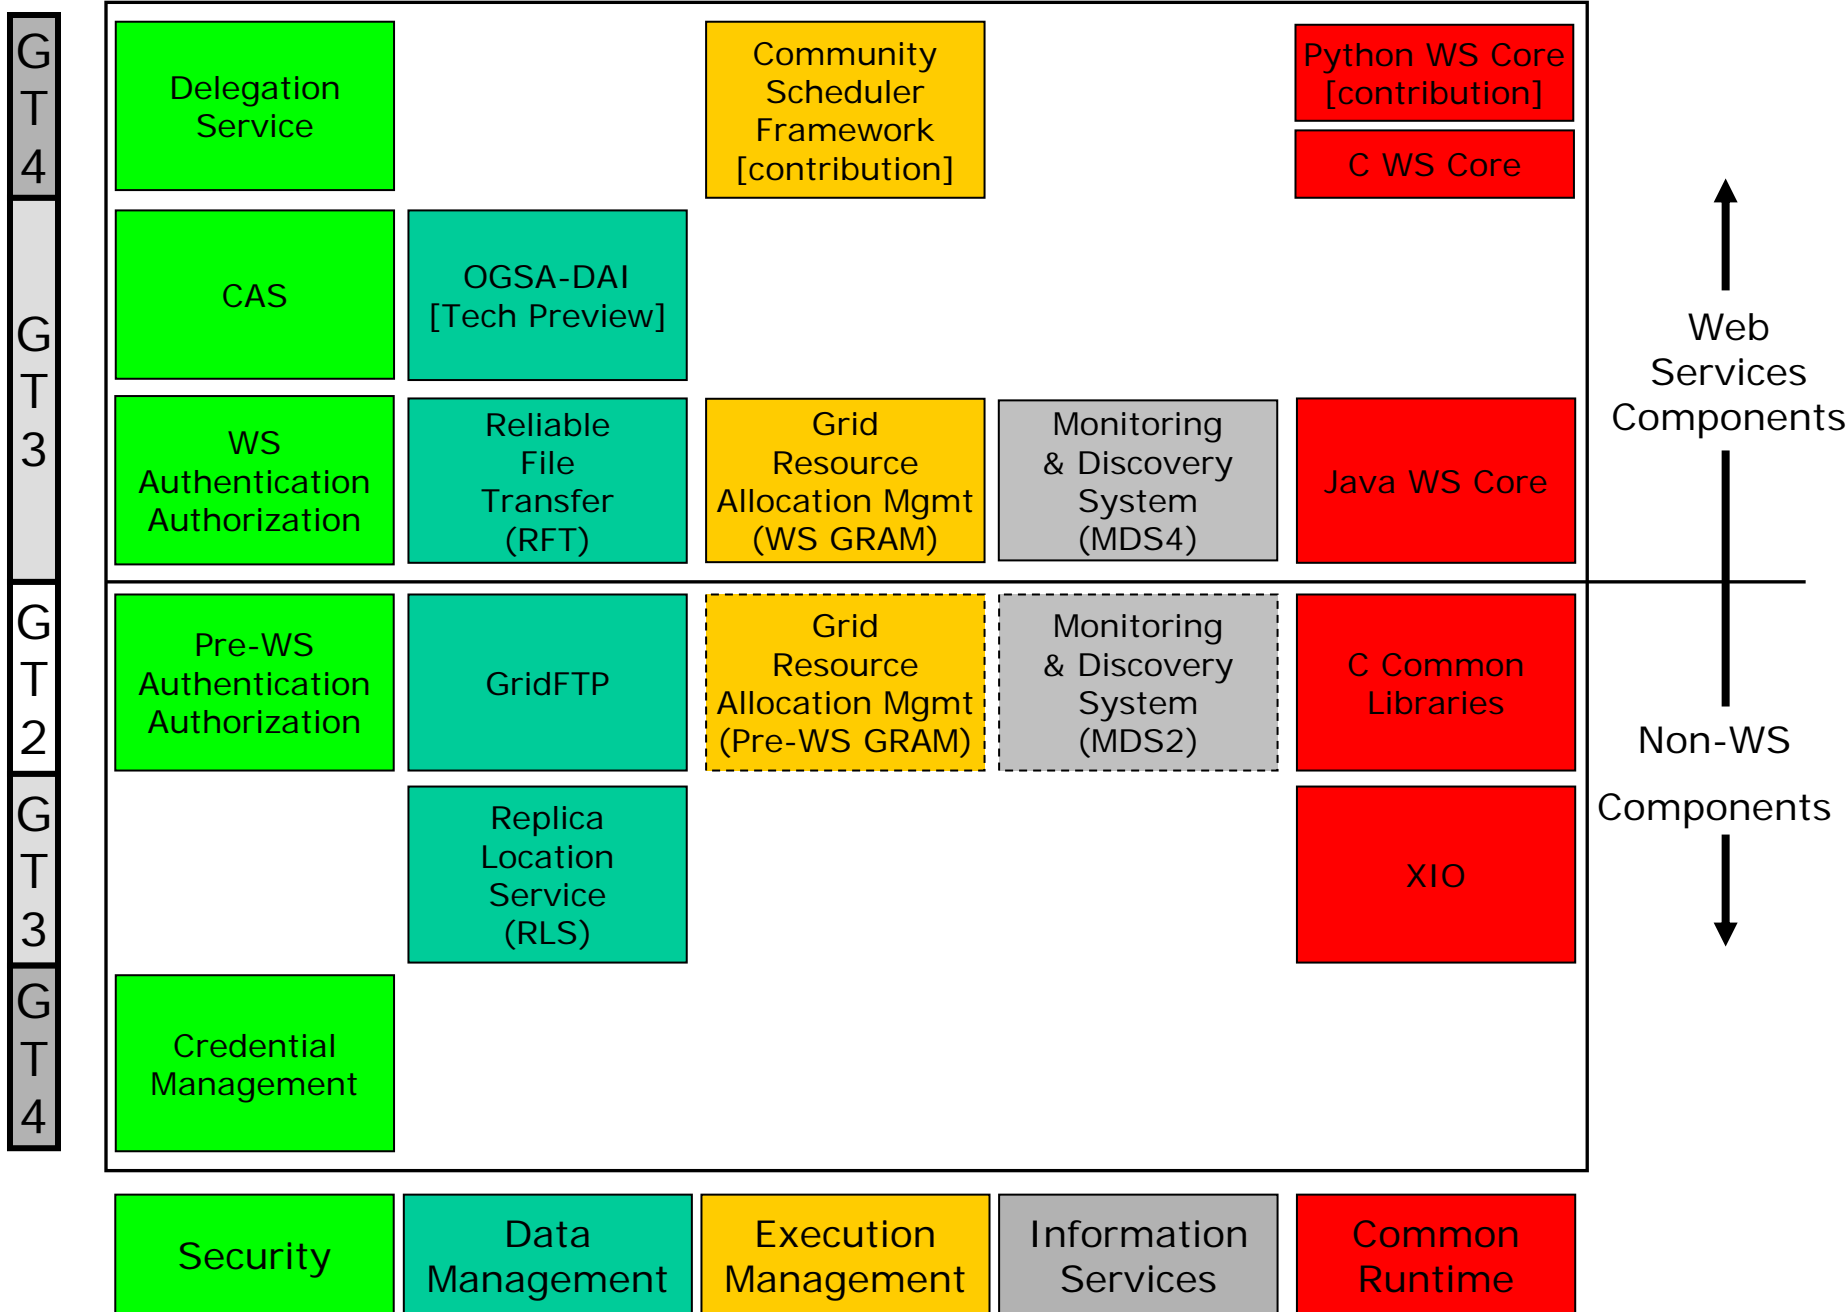 G
T
4
G
T
3
G
T
2
G
T
3
G
T
4
Delegation
Service
Community
Scheduler
Framework
[contribution]
Python WS Core
[contribution]
C WS Core
CAS
OGSA-DAI
[Tech Preview]
WS
Authentication
Authorization
Reliable
File
Transfer
(RFT)
Grid
Resource
Allocation Mgmt
(WS GRAM)
Monitoring
& Discovery
System
(MDS4)
Java WS Core
Web
Services
Components
Pre-WS
Authentication
Authorization
GridFTP
Grid
Resource
Allocation Mgmt
(Pre-WS GRAM)
Monitoring
& Discovery
System
(MDS2)
C Common
Libraries
Non-WS
Components
Replica
Location
Service
(RLS)
XIO
Credential
Management
Security
Data
Management
Execution
Management
Information
Services
Common
Runtime